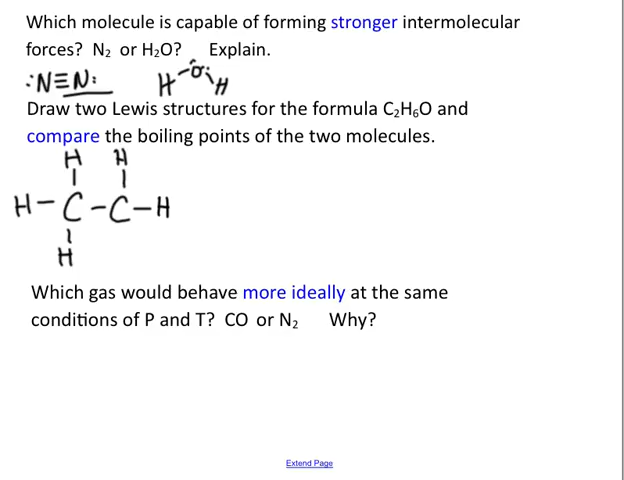 Which molecule is capable of forming stronger intermolecular
forces? N₂ or H₂O? Explain.
:N≡N: H-Ö-H
Draw two Lewis structures for the formula C₂H₆O and
compare the boiling points of the two molecules.
H H
H-C-C-H
H
Which gas would behave more ideally at the same
conditions of P and T? CO or N₂ Why?
Extend Page